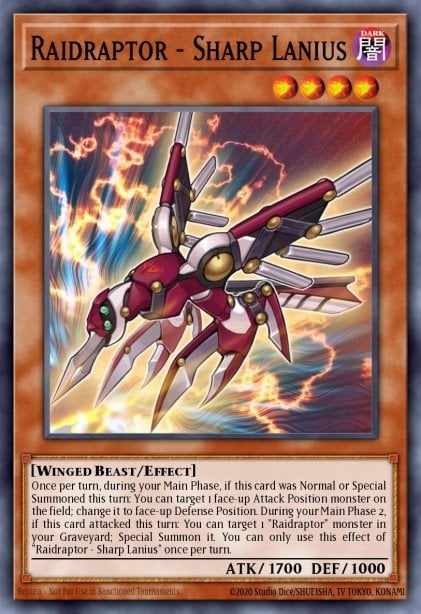 Raidraptor - Sharp Lanius
DARK
闇
[Winged Beast/Effect]
Once per turn, during your Main Phase, if this card was Normal or Special
Summoned this turn: You can target 1 face-up Attack Position monster on
the field; change it to face-up Defense Position. During your Main Phase 2,
if this card attacked this turn: You can target 1 "Raidraptor" monster in
your Graveyard; Special Summon it. You can only use this effect of
"Raidraptor - Sharp Lanius" once per turn.
ATK/ 1700 DEF/1000
Replica - Not For Use in Sanctioned Tournaments
©2020 Studio Dice/SHUEISHA, TV TOKYO, KONAMI